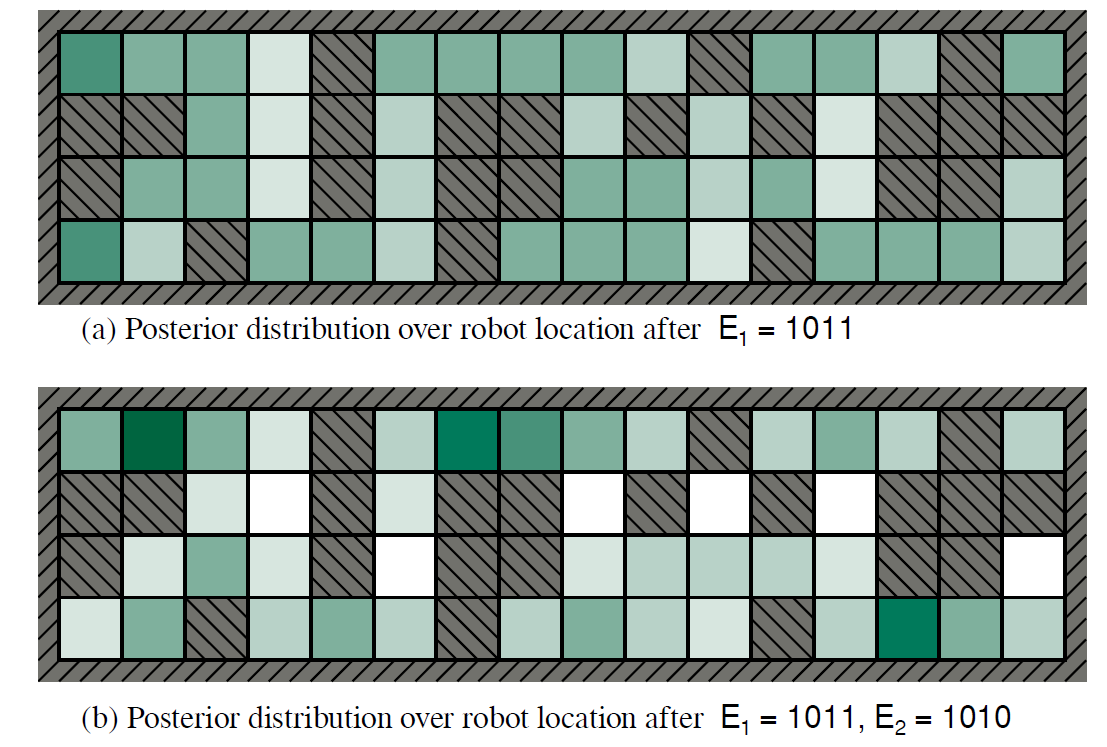 (a) Posterior distribution over robot location after E₁ = 1011
(b) Posterior distribution over robot location after E₁ = 1011, E₂ = 1010